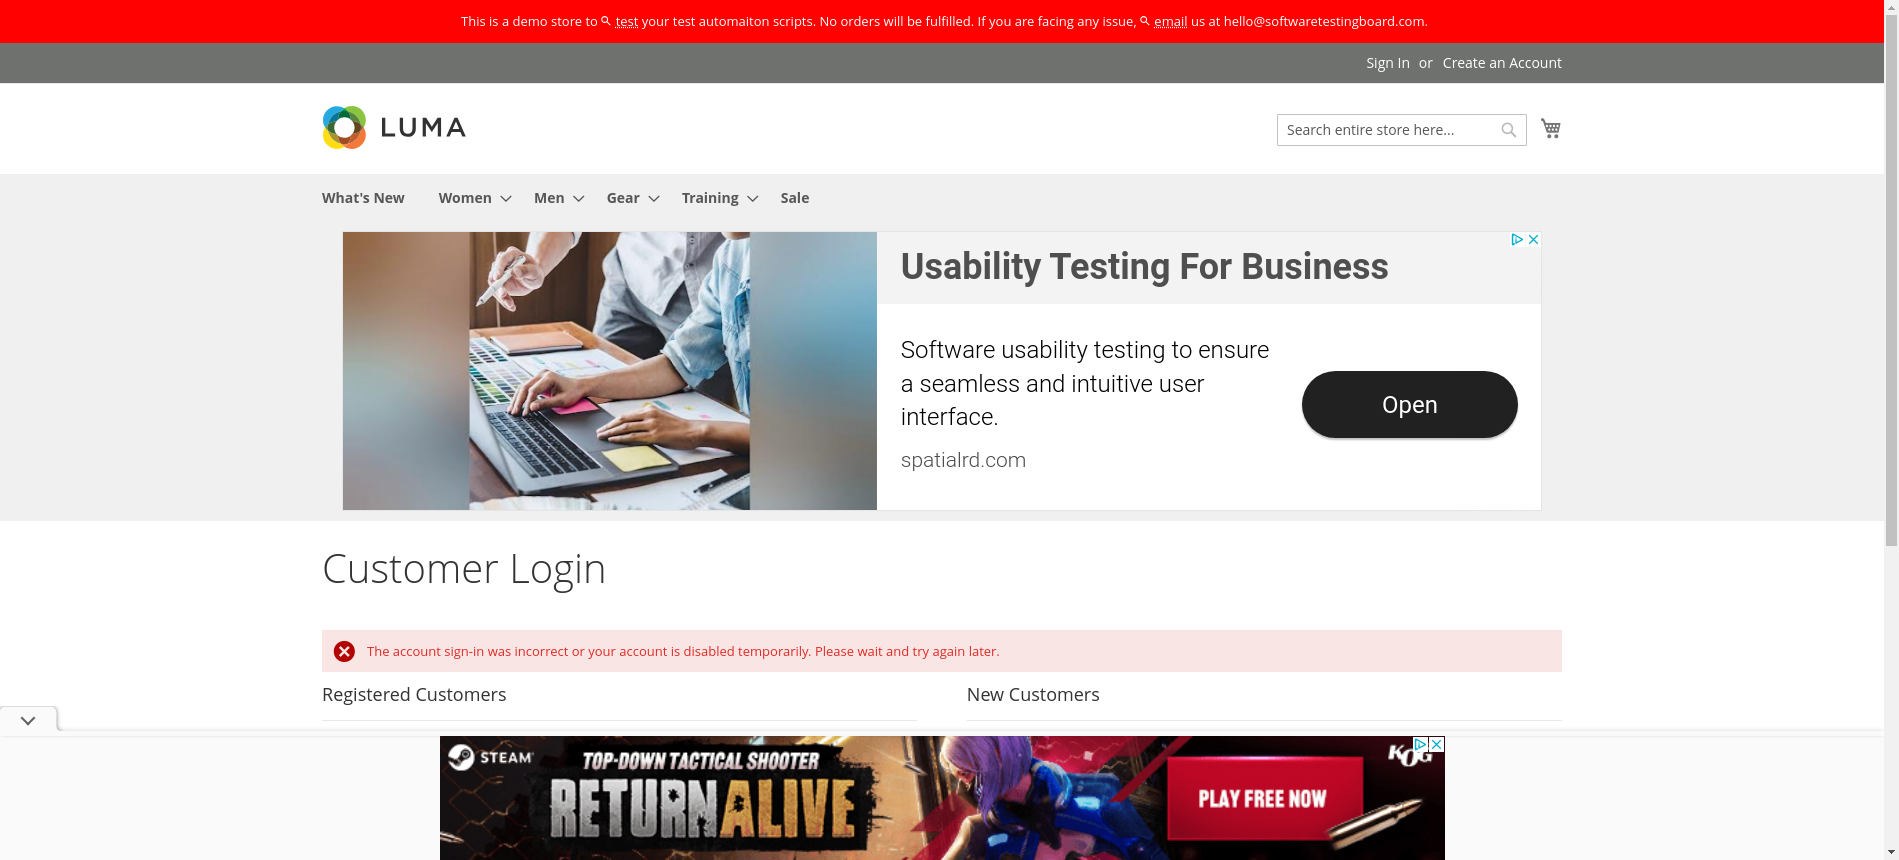 This is a demo store to test your test automaiton scripts. No orders will be fulfilled. If you are facing any issue, email us at hello@softwaretestingboard.com.
Sign In or Create an Account
LUMA
Search entire store here...
What's New Women Men Gear Training Sale
Usability Testing For Business
Software usability testing to ensure
a seamless and intuitive user
interface.
Open
spatialrd.com
Customer Login
The account sign-in was incorrect or your account is disabled temporarily. Please wait and try again later.
Registered Customers
New Customers
STEAM
TOP-DOWN TACTICAL SHOOTER
RETURN ALIVE
PLAY FREE NOW
KOG